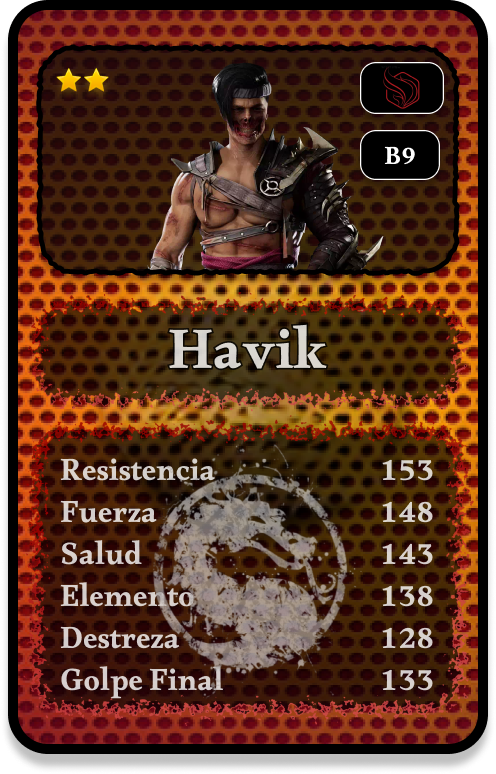 B9
Havik
Resistencia 153
Fuerza 148
Salud 143
Elemento 138
Destreza 128
Golpe Final 133